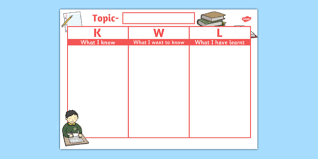 Topic-
K W L
What I know What I want to know What I have learnt